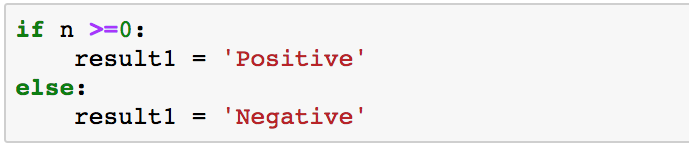 if n >=0:
    result1 = 'Positive'
else:
    result1 = 'Negative'